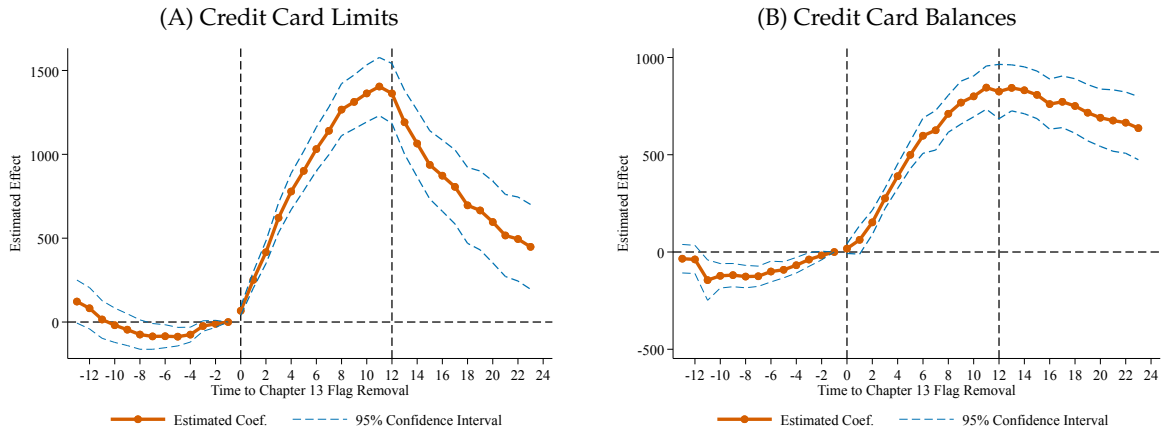 (A) Credit Card Limits
1500
1000
500
0
Estimated Effect
-12 -10 -8 -6 -4 -2 0 2 4 6 8 10 12 14 16 18 20 22 24
Time to Chapter 13 Flag Removal
Estimated Coef. 95% Confidence Interval
(B) Credit Card Balances
1000
500
0
-500
Estimated Effect
-12 -10 -8 -6 -4 -2 0 2 4 6 8 10 12 14 16 18 20 22 24
Time to Chapter 13 Flag Removal
Estimated Coef. 95% Confidence Interval